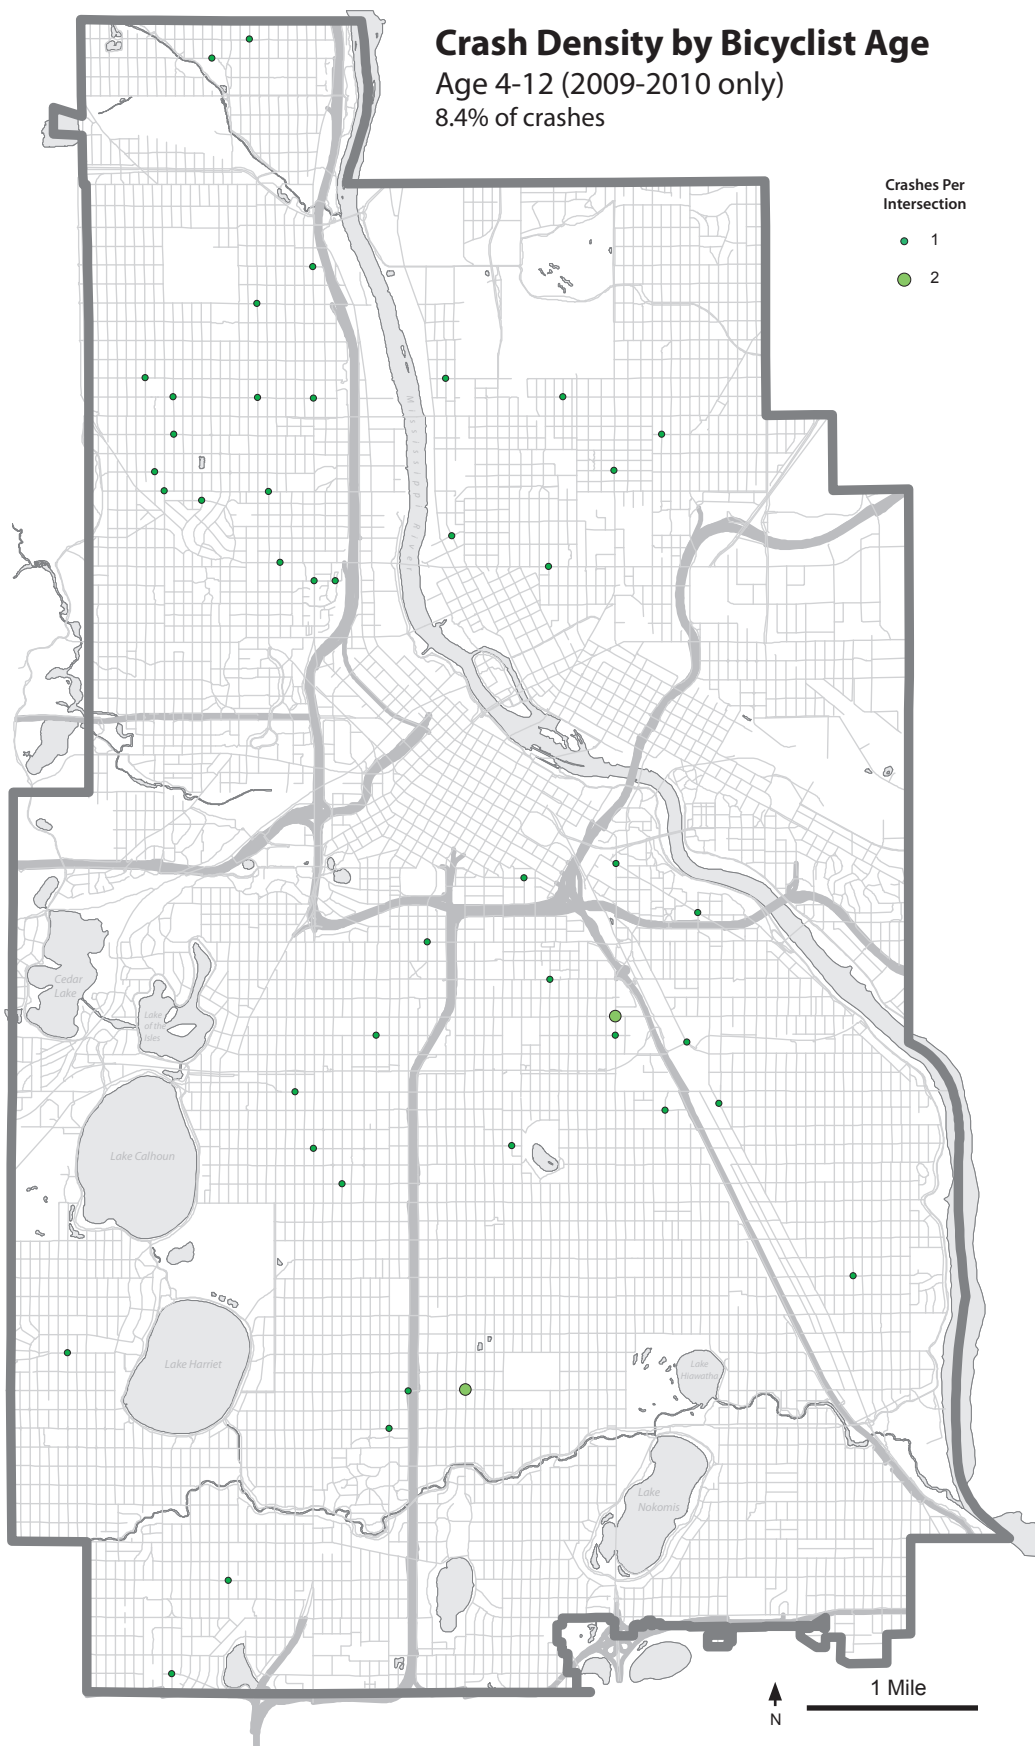 Crash Density by Bicyclist Age
Age 4-12 (2009-2010 only)
8.4% of crashes
Crashes Per
Intersection
1
2
Mississippi River
Cedar
Lake
Lake
of the
Isles
Lake Calhoun
Lake Harriet
Lake
Hiawatha
Lake
Nokomis
1 Mile
N